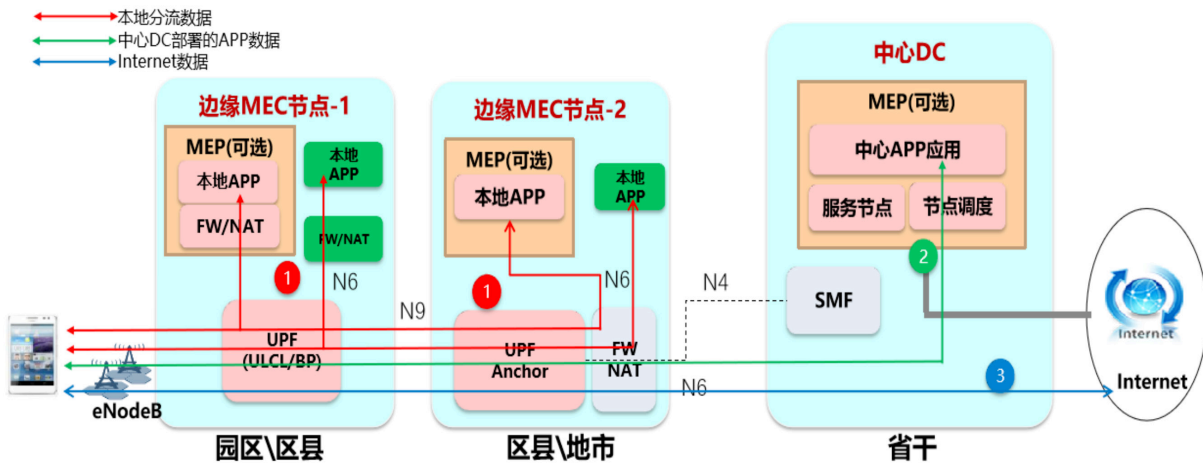 本地分流数据
中心DC部署的APP数据
Internet数据
边缘MEC节点-1
MEP(可选)
本地APP
FW/NAT
本地
APP
FW/NAT
1
N6
UPF
(ULCL/BP)
eNodeB
园区\区县
N9
边缘MEC节点-2
MEP(可选)
本地APP
本地
APP
1
N6
UPF
Anchor
FW
NAT
区县\地市
N4
N6
中心DC
MEP(可选)
中心APP应用
服务节点
节点调度
2
SMF
3
省干
Internet
Internet